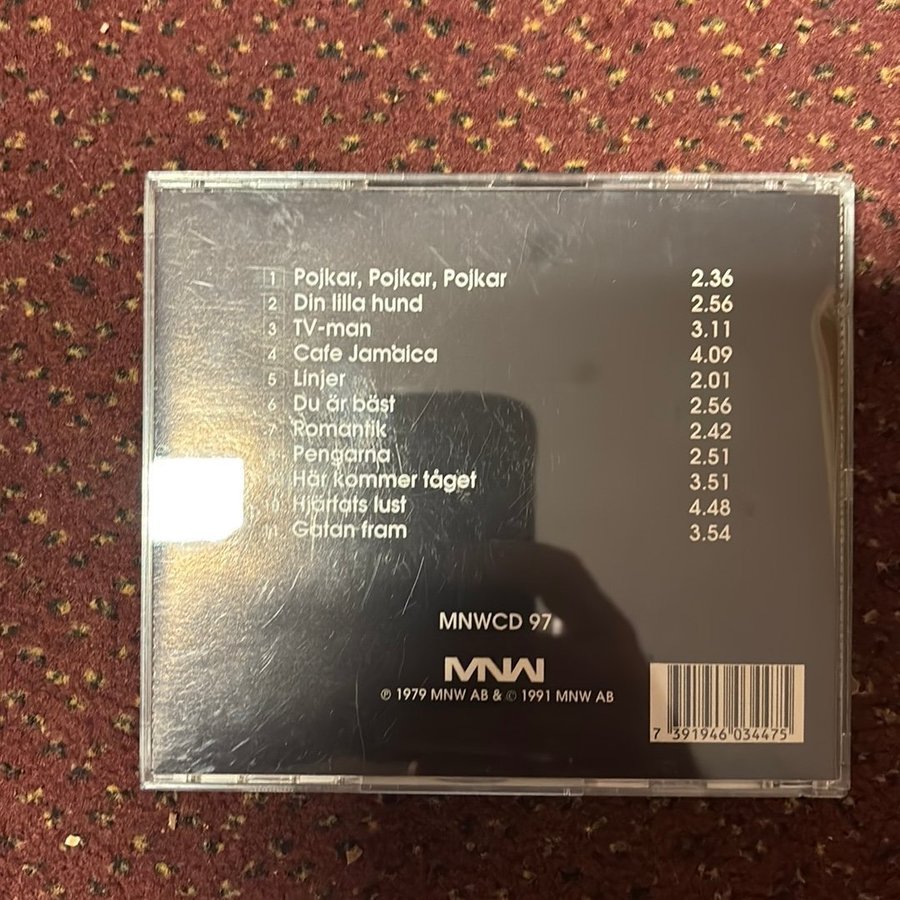 1 Pojkar, Pojkar, Pojkar 2.36
2 Din lilla hund 2.56
3 TV-man 3.11
4 Cafe Jamaica 4.09
5 Linjer 2.01
6 Du är bäst 2.56
7 Romantik 2.42
Pengarna 2.51
Här kommer tåget 3.51
10 Hjärtats lust 4.48
11 Gatan fram 3.54
MNWCD 97
MNW
℗ 1979 MNW AB & © 1991 MNW AB
7 391946 034475